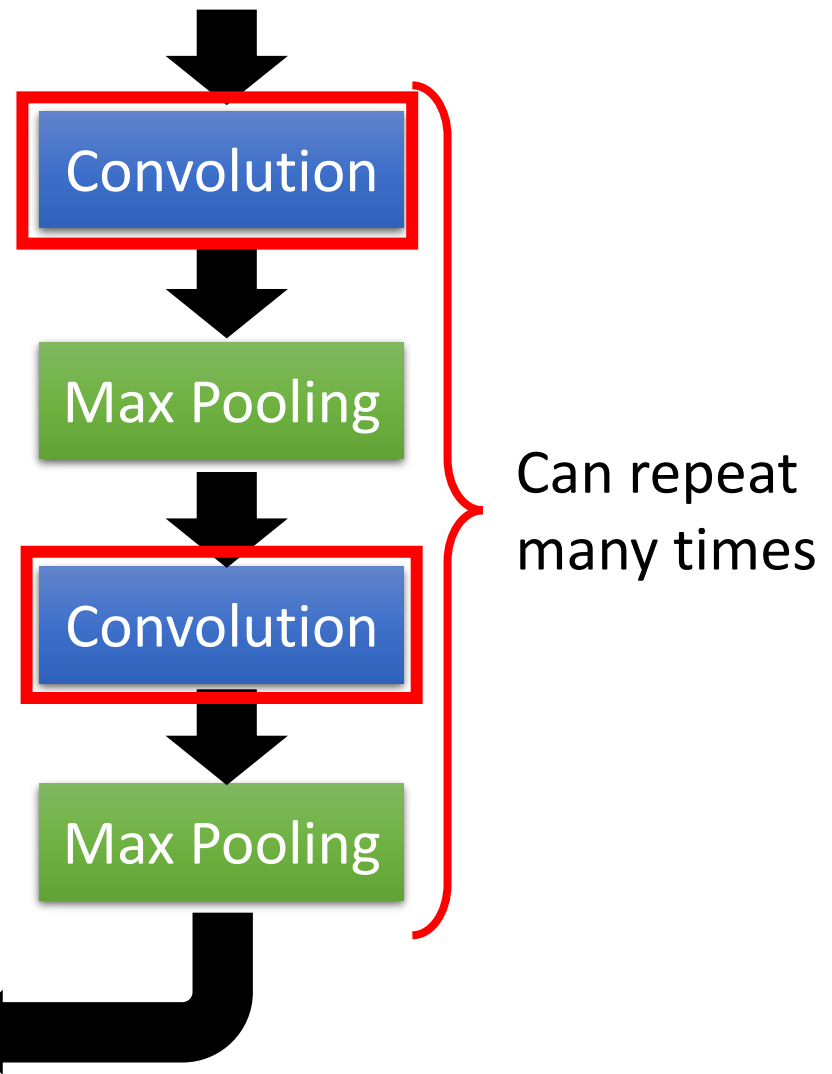 Convolution
Max Pooling
Can repeat
many times
Convolution
Max Pooling